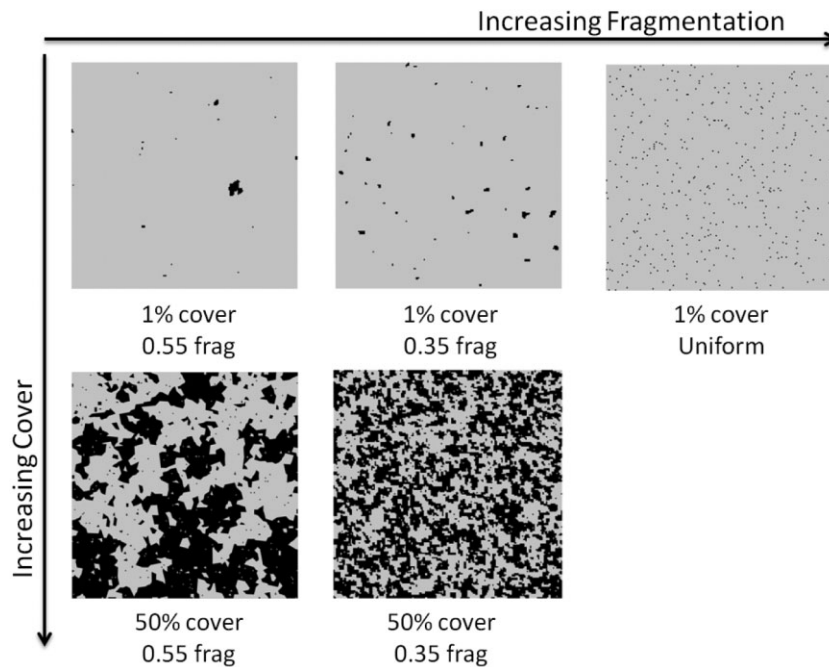 Increasing Fragmentation
Increasing Cover
1% cover
0.55 frag
1% cover
0.35 frag
1% cover
Uniform
50% cover
0.55 frag
50% cover
0.35 frag